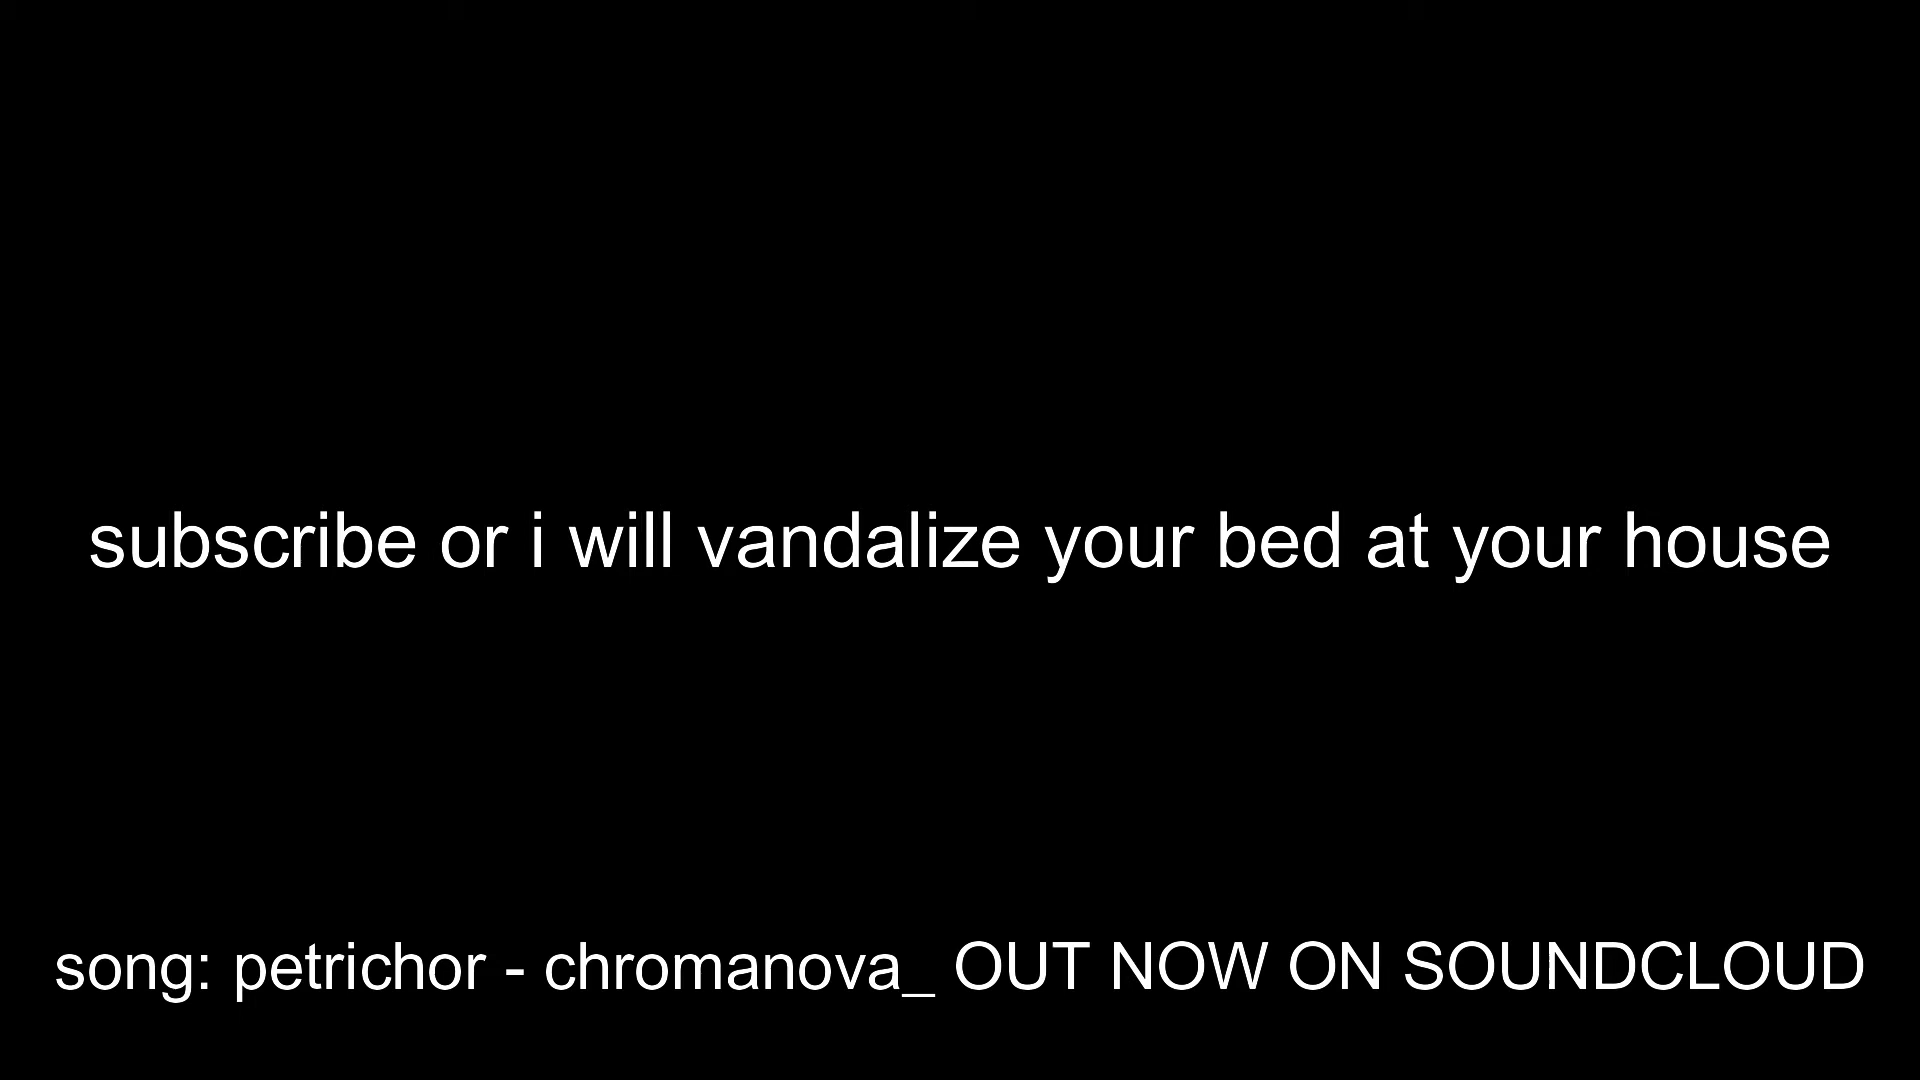 subscribe or i will vandalize your bed at your house
song: petrichor - chromanova_ OUT NOW ON SOUNDCLOUD